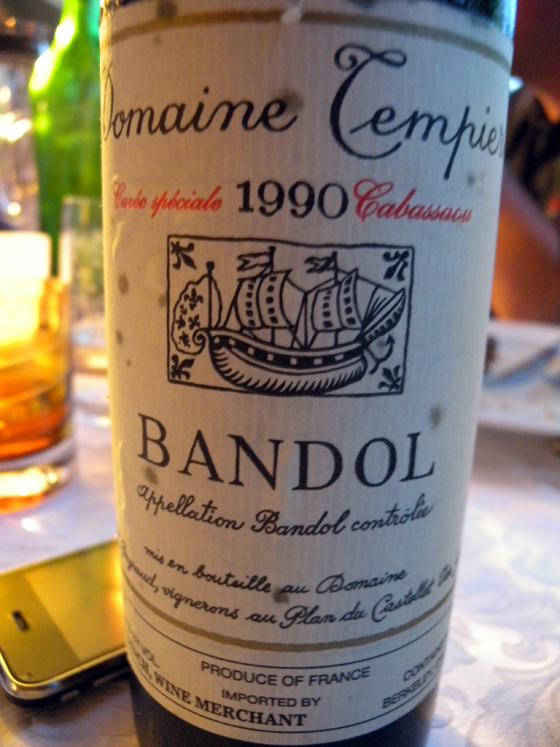 Domaine Tempier
Cuvée spéciale 1990 Cabassaou
BANDOL
Appellation Bandol contrôlée
mis en bouteille au Domaine
vignerons au Plan du Castellet
PRODUCE OF FRANCE
IMPORTED BY
WINE MERCHANT